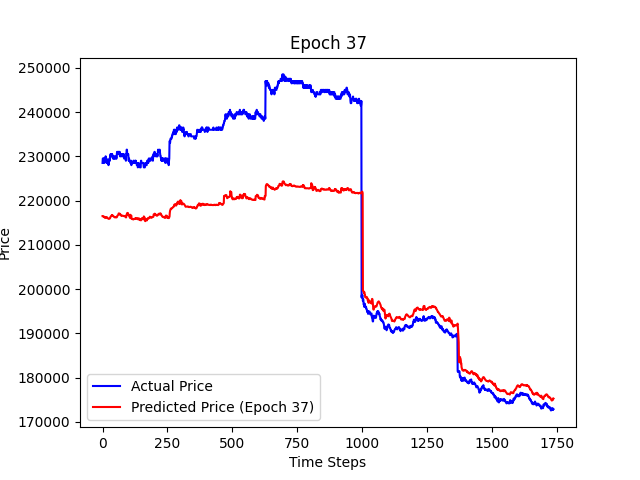 Epoch 37
Price
250000
240000
230000
220000
210000
200000
190000
180000
170000
Actual Price
Predicted Price (Epoch 37)
0 250 500 750 1000 1250 1500 1750
Time Steps